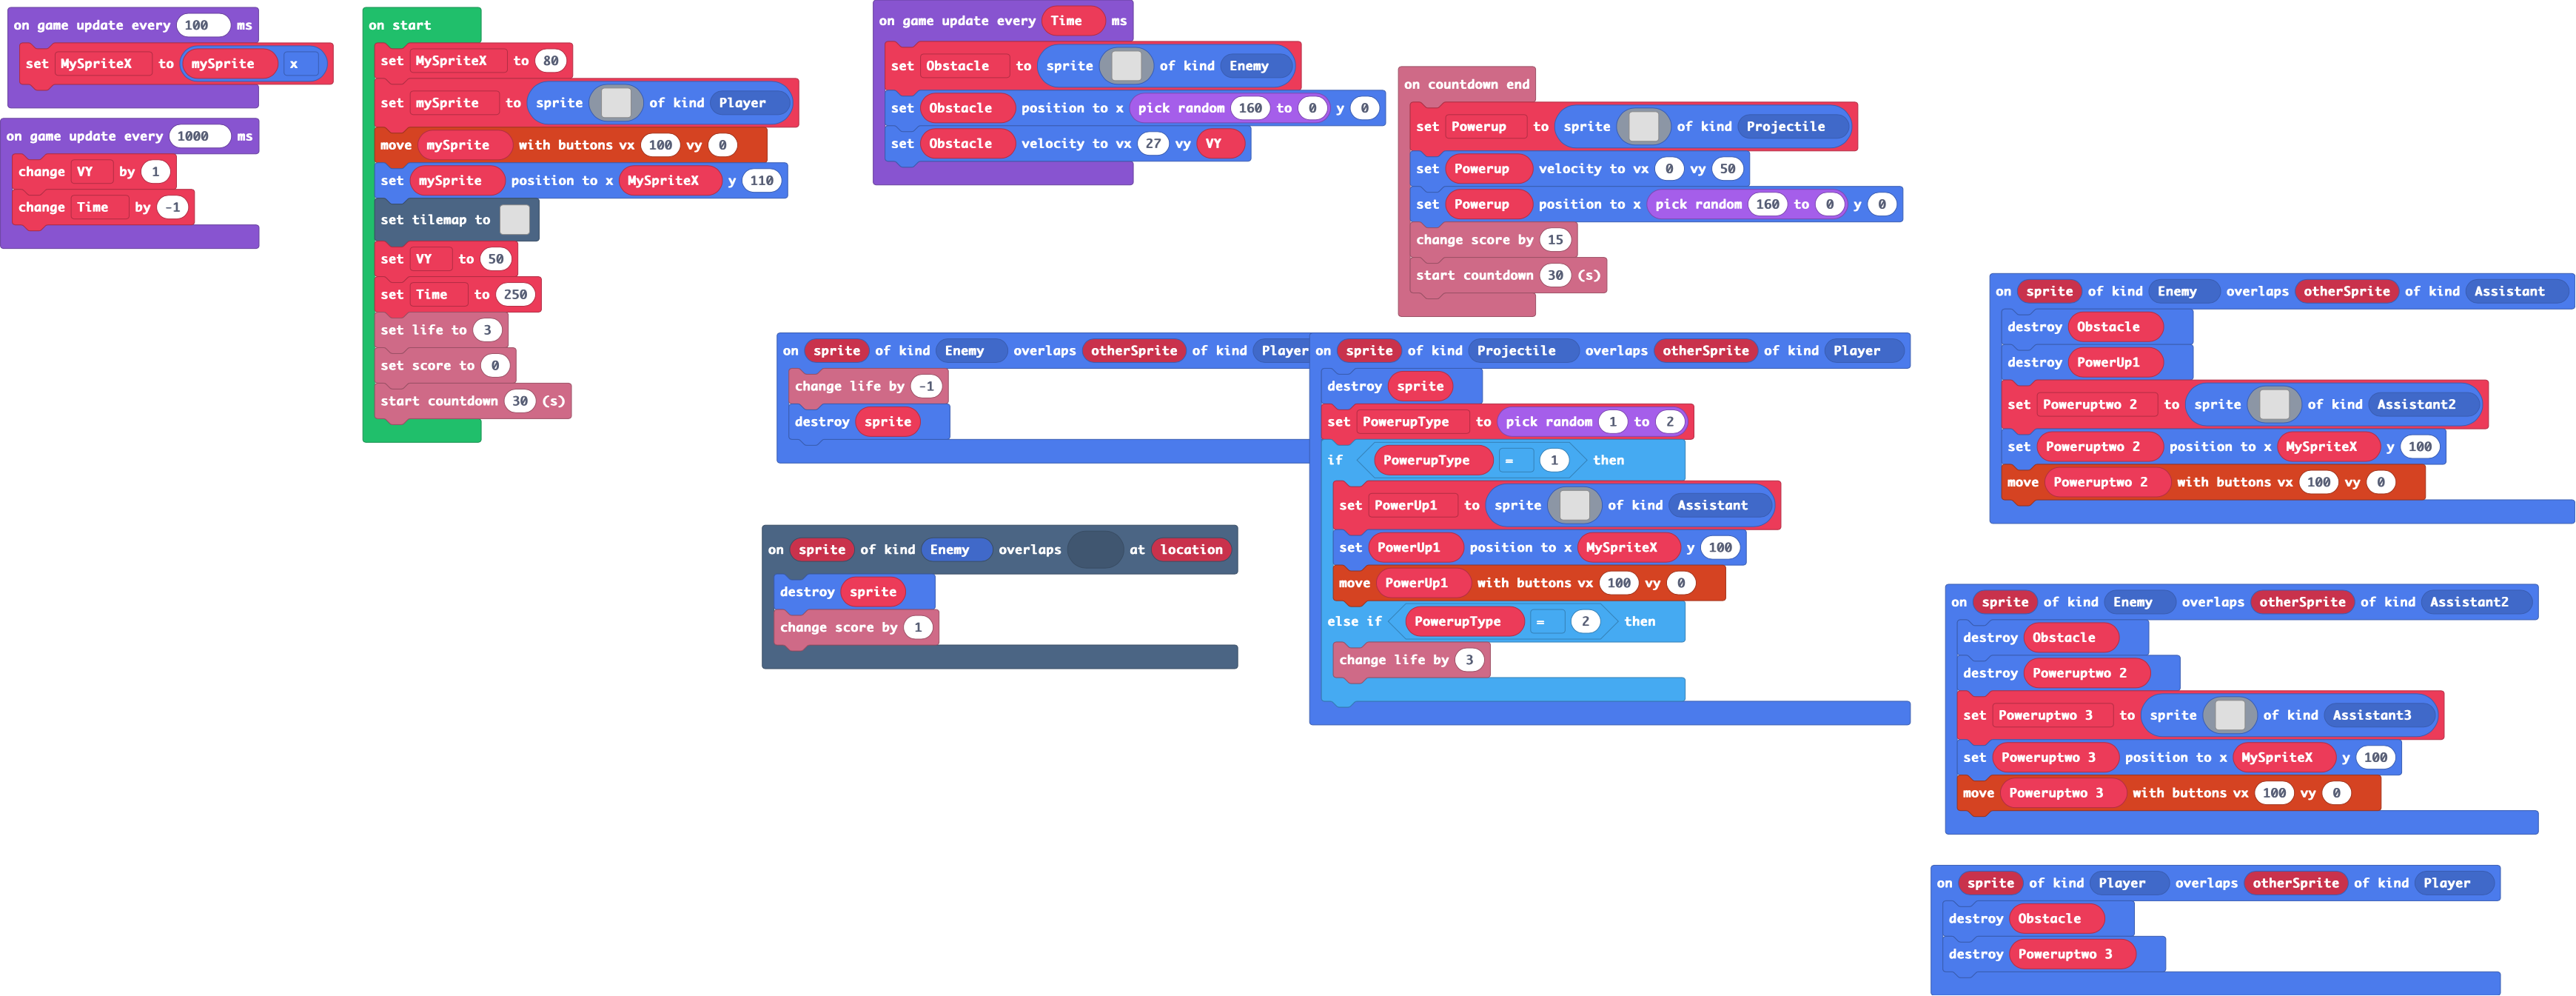 on game update every 100 ms
set MySpriteX to mySprite x
on game update every 1000 ms
change VY by 1
change Time by -1
on start
set MySpriteX to 80
set mySprite to sprite of kind Player
move mySprite with buttons vx 100 vy 0
set mySprite position to x MySpriteX y 110
set tilemap to
set VY to 50
set Time to 250
set life to 3
set score to 0
start countdown 30 (s)
on game update every Time ms
set Obstacle to sprite of kind Enemy
set Obstacle position to x pick random 160 to 0 y 0
set Obstacle velocity to vx 27 vy VY
on sprite of kind Enemy overlaps otherSprite of kind Player
change life by -1
destroy sprite
on sprite of kind Enemy overlaps at location
destroy sprite
change score by 1
on countdown end
set Powerup to sprite of kind Projectile
set Powerup velocity to vx 0 vy 50
set Powerup position to x pick random 160 to 0 y 0
change score by 15
start countdown 30 (s)
on sprite of kind Projectile overlaps otherSprite of kind Player
destroy sprite
set PowerupType to pick random 1 to 2
if PowerupType = 1 then
set PowerUp1 to sprite of kind Assistant
set PowerUp1 position to x MySpriteX y 100
move PowerUp1 with buttons vx 100 vy 0
else if PowerupType = 2 then
change life by 3
on sprite of kind Enemy overlaps otherSprite of kind Assistant
destroy Obstacle
destroy PowerUp1
set Poweruptwo 2 to sprite of kind Assistant2
set Poweruptwo 2 position to x MySpriteX y 100
move Poweruptwo 2 with buttons vx 100 vy 0
on sprite of kind Enemy overlaps otherSprite of kind Assistant2
destroy Obstacle
destroy Poweruptwo 2
set Poweruptwo 3 to sprite of kind Assistant3
set Poweruptwo 3 position to x MySpriteX y 100
move Poweruptwo 3 with buttons vx 100 vy 0
on sprite of kind Player overlaps otherSprite of kind Player
destroy Obstacle
destroy Poweruptwo 3